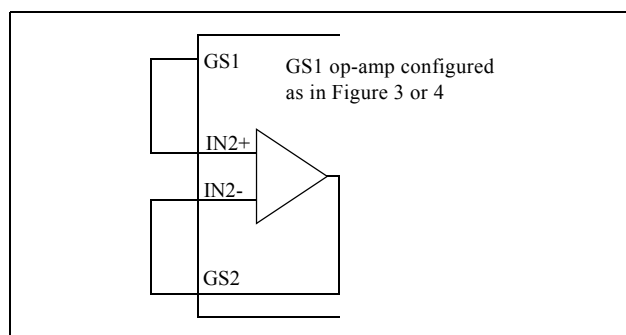 GS1
GS1 op-amp configured
as in Figure 3 or 4
IN2+
IN2-
GS2